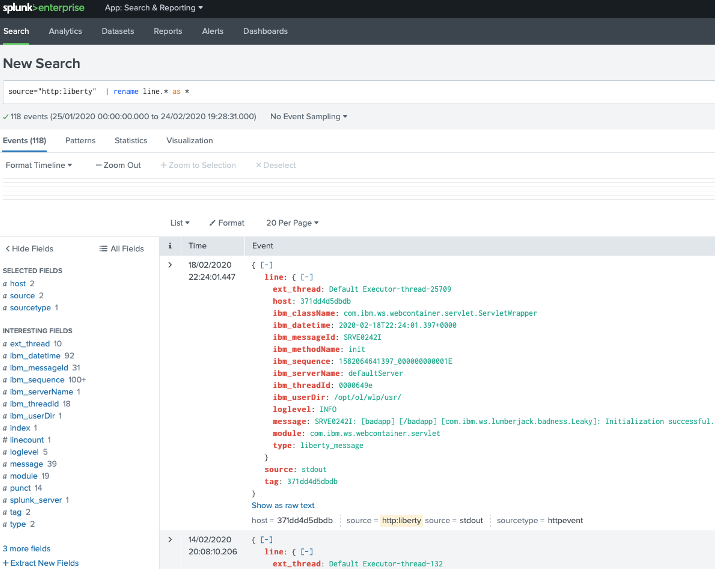 splunk>enterprise App: Search & Reporting
Search Analytics Datasets Reports Alerts Dashboards
New Search
source="http:liberty" | rename line.* as *
118 events (25/01/2020 00:00:00.000 to 24/02/2020 19:28:31.000) No Event Sampling
Events (118) Patterns Statistics Visualization
Format Timeline — Zoom Out + Zoom to Selection × Deselect
List Format 20 Per Page
< Hide Fields All Fields
SELECTED FIELDS
a host 2
a source 2
a sourcetype 1
INTERESTING FIELDS
a ext_thread 10
a ibm_datetime 92
a ibm_messageId 31
a ibm_sequence 100+
a ibm_serverName 1
a ibm_threadId 18
a ibm_userDir 1
a index 1
# linecount 1
a loglevel 5
a message 39
a module 19
a punct 14
a splunk_server 1
a tag 2
a type 2
3 more fields
+ Extract New Fields
i Time Event
> 18/02/2020
22:24:01.447
{ [-]
line: { [-]
ext_thread: Default Executor-thread-25709
host: 371dd4d5dbdb
ibm_className: com.ibm.ws.webcontainer.servlet.ServletWrapper
ibm_datetime: 2020-02-18T22:24:01.397+0000
ibm_messageId: SRVE0242I
ibm_methodName: init
ibm_sequence: 1582064641397_000000000001E
ibm_serverName: defaultServer
ibm_threadId: 0000649e
ibm_userDir: /opt/ol/wlp/usr/
loglevel: INFO
message: SRVE0242I: [badapp] [/badapp] [com.ibm.ws.lumberjack.badness.Leaky]: Initialization successful.
module: com.ibm.ws.webcontainer.servlet
type: liberty_message
}
source: stdout
tag: 371dd4d5dbdb
}
Show as raw text
host = 371dd4d5dbdb source = http:liberty source = stdout sourcetype = httpevent
> 14/02/2020
20:08:10.206
{ [-]
line: { [-]
ext_thread: Default Executor-thread-132